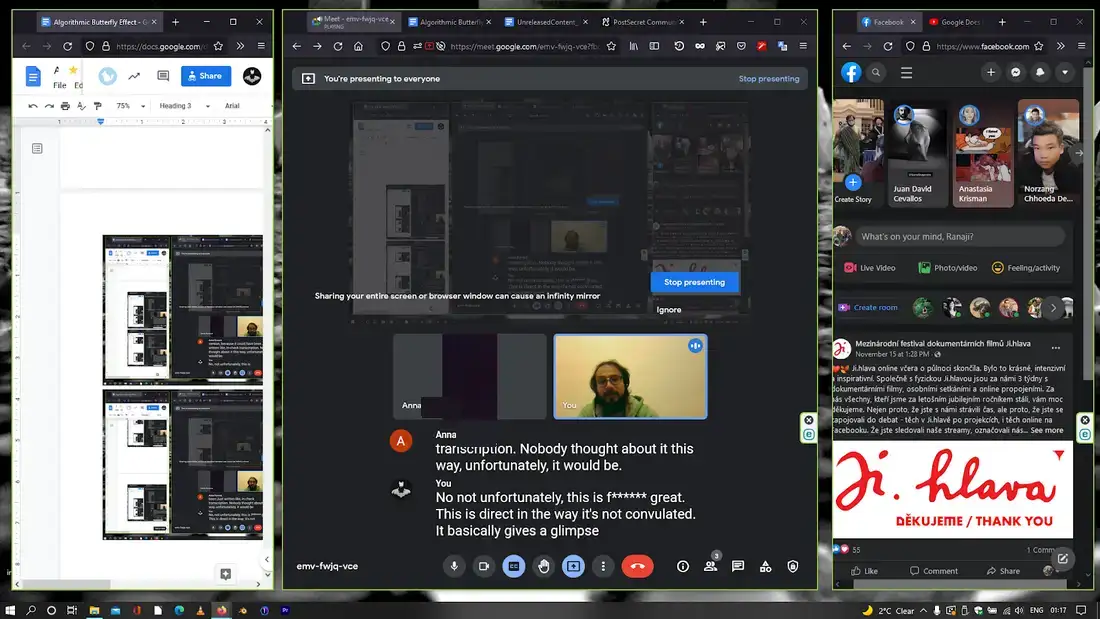 Algorithmic Butterfly Effect - G
https://docs.google.com
File
Share
75%
Heading 3
Arial
Meet - emv-fwjq-vce
PLAYING
Algorithmic Butterfly
UnreleasedContent_
PostSecret Commun
https://meet.google.com/emv-fwjq-vce?
You're presenting to everyone
Stop presenting
Stop presenting
Sharing your entire screen or browser window can cause an infinity mirror
Ignore
Anna
You
A
Anna
transcription. Nobody thought about it this
way, unfortunately, it would be.
You
No not unfortunately, this is f****** great.
This is direct in the way it's not convulated.
It basically gives a glimpse
emv-fwjq-vce
3
Facebook
Google Docs
https://www.facebook.com
Create Story
Juan David
Cevallos
Anastasia
Krisman
Norzang
Chhoeda De...
What's on your mind, Ranaji?
Live Video
Photo/video
Feeling/activity
Create room
Mezinárodní festival dokumentárních filmů Ji.hlava
November 15 at 1:28 PM
Ji.hlava online včera o půlnoci skončila. Bylo to krásné, intenzivní
a inspirativní. Společně s fyzickou Ji.hlavou jsou za námi 3 týdny s
dokumentárními filmy, osobními setkáními a online propojeními. Za
nás všechny, kteří jsme za letošním jubilejním ročníkem stáli, vám moc
děkujeme. Nejen proto, že jste s námi strávili čas, ale proto, že jste se
zapojovali do debat - těch v Ji.hlavě po projekcích, i těch online na
Facebooku. Že jste sledovali naše streamy, označovali nás... See more
Ji. hlava
DĚKUJEME / THANK YOU
55
1 Comm
Like
Comment
Share
2°C Clear
ENG
01:17